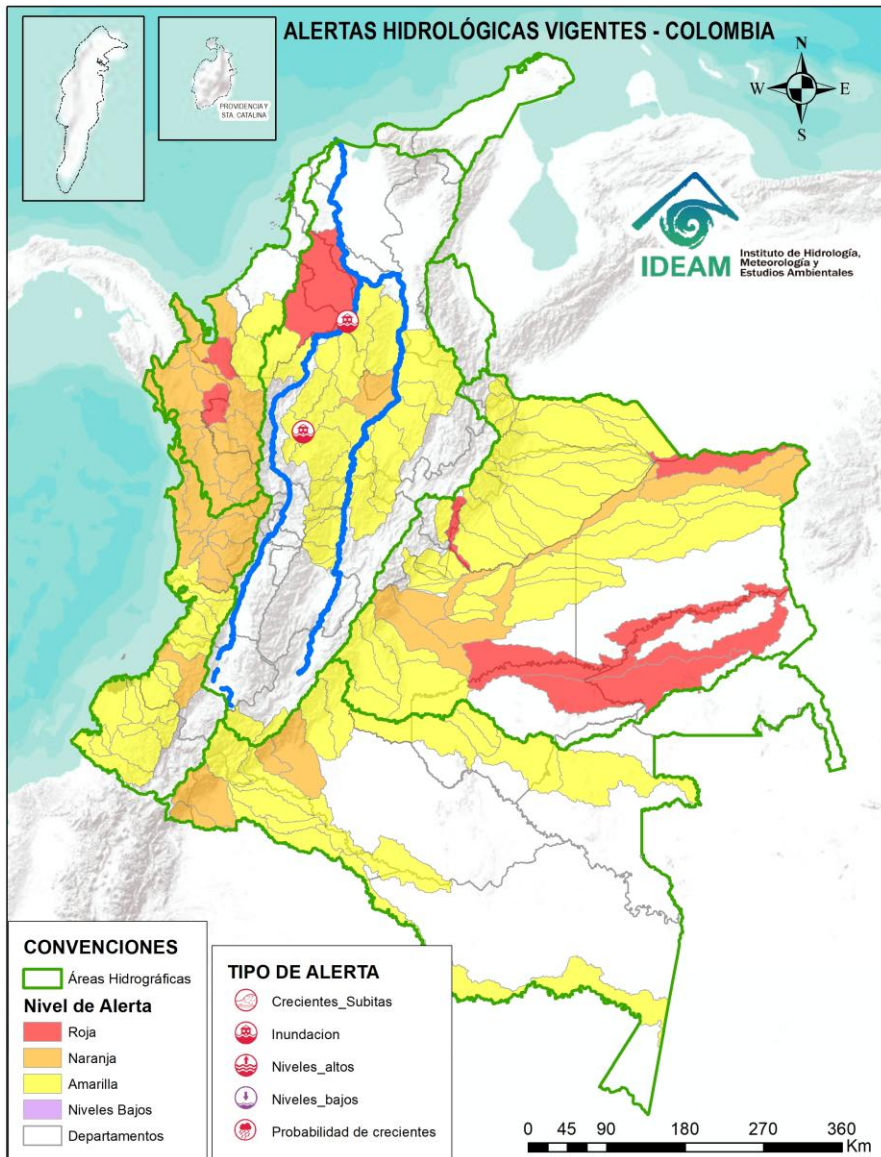 ALERTAS HIDROLÓGICAS VIGENTES - COLOMBIA
PROVIDENCIA Y
STA. CATALINA
N
W
E
S
IDEAM
Instituto de Hidrología,
Meteorología y
Estudios Ambientales
CONVENCIONES
Áreas Hidrográficas
Nivel de Alerta
Roja
Naranja
Amarilla
Niveles Bajos
Departamentos
TIPO DE ALERTA
Crecientes_Subitas
Inundacion
Niveles_altos
Niveles_bajos
Probabilidad de crecientes
0 45 90 180 270 360
Km